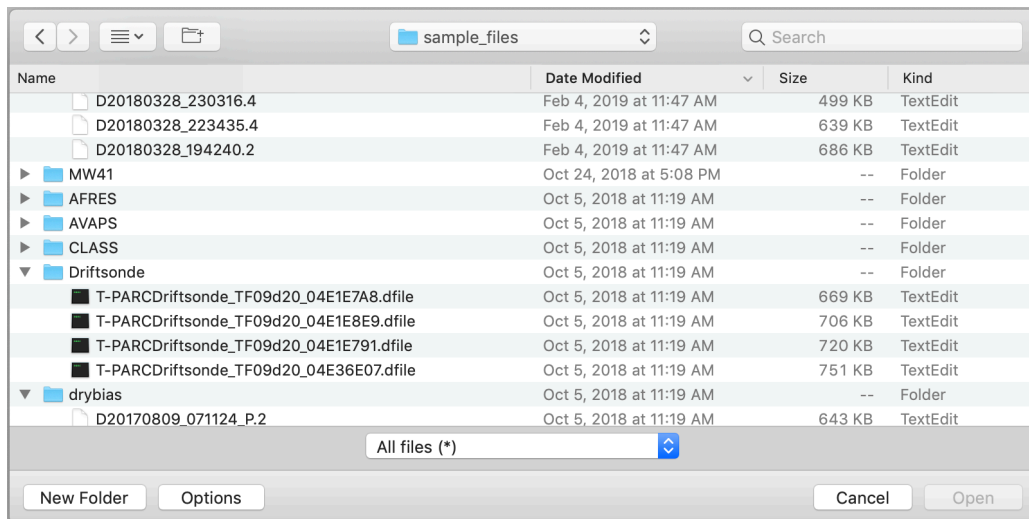 sample_files
Search
Name Date Modified Size Kind
D20180328_230316.4 Feb 4, 2019 at 11:47 AM 499 KB TextEdit
D20180328_223435.4 Feb 4, 2019 at 11:47 AM 639 KB TextEdit
D20180328_194240.2 Feb 4, 2019 at 11:47 AM 686 KB TextEdit
MW41 Oct 24, 2018 at 5:08 PM -- Folder
AFRES Oct 5, 2018 at 11:19 AM -- Folder
AVAPS Oct 5, 2018 at 11:19 AM -- Folder
CLASS Oct 5, 2018 at 11:19 AM -- Folder
Driftsonde Oct 5, 2018 at 11:19 AM -- Folder
T-PARCDriftsonde_TF09d20_04E1E7A8.dfile Oct 5, 2018 at 11:19 AM 669 KB TextEdit
T-PARCDriftsonde_TF09d20_04E1E8E9.dfile Oct 5, 2018 at 11:19 AM 706 KB TextEdit
T-PARCDriftsonde_TF09d20_04E1E791.dfile Oct 5, 2018 at 11:19 AM 720 KB TextEdit
T-PARCDriftsonde_TF09d20_04E36E07.dfile Oct 5, 2018 at 11:19 AM 751 KB TextEdit
drybias Oct 5, 2018 at 11:19 AM -- Folder
D20170809_071124_P.2 Oct 5, 2018 at 11:19 AM 643 KB TextEdit
All files (*)
New Folder Options Cancel Open